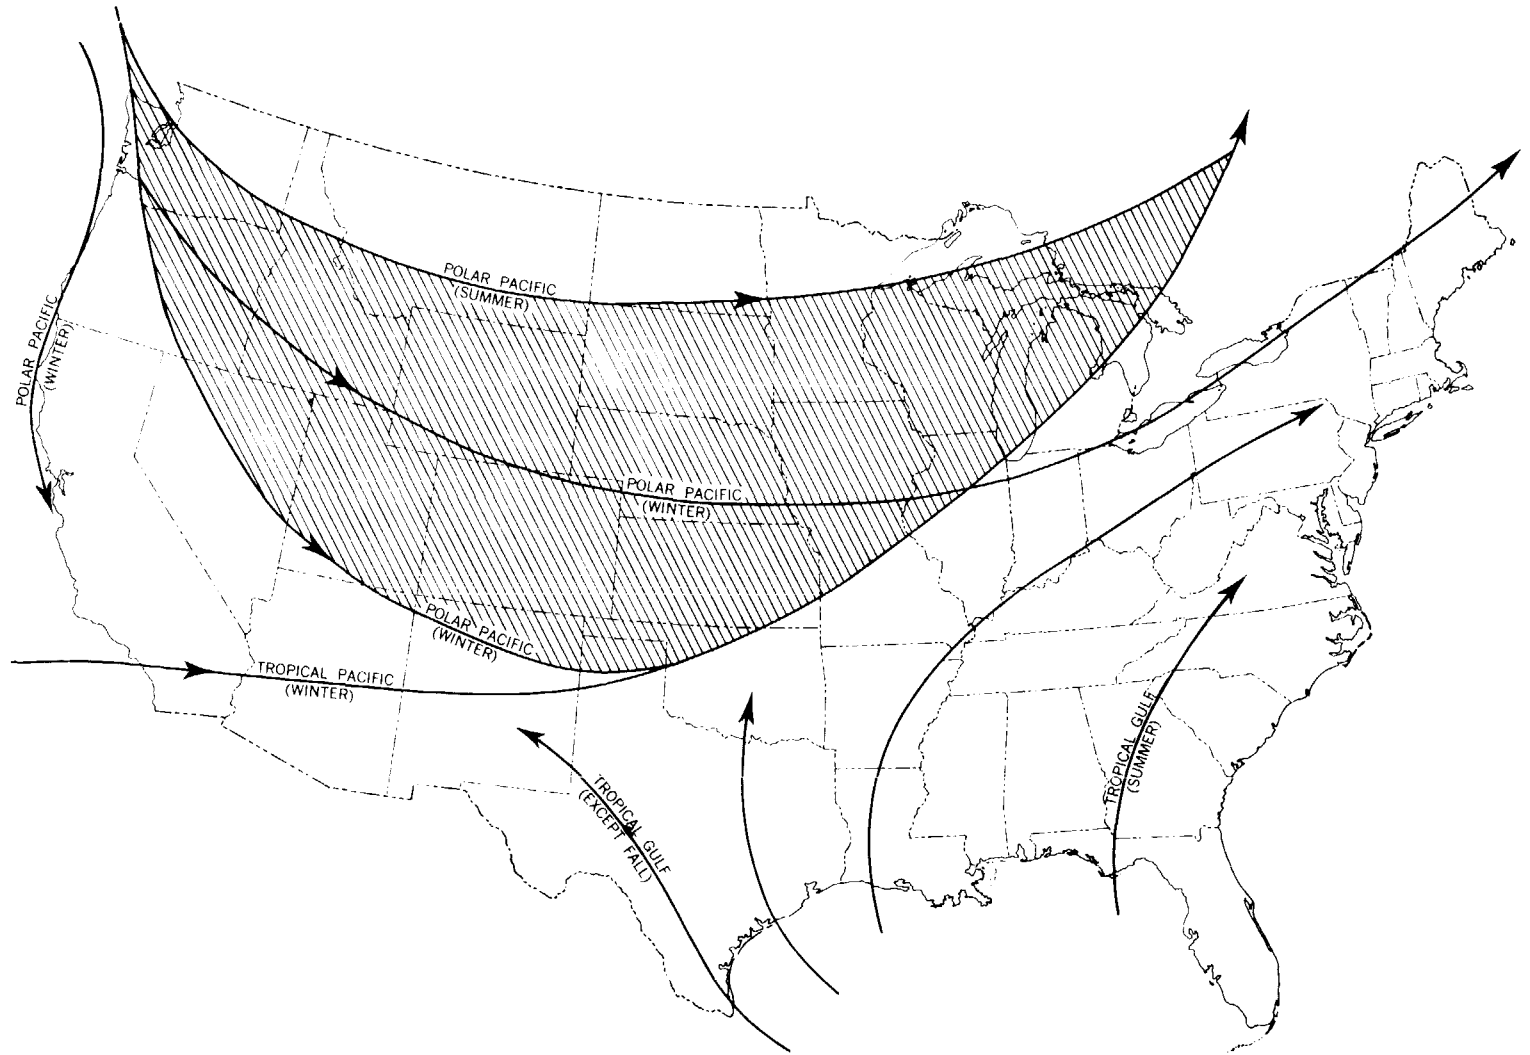 POLAR PACIFIC
(SUMMER)
POLAR PACIFIC
(WINTER)
POLAR PACIFIC
(WINTER)
POLAR PACIFIC
(WINTER)
TROPICAL PACIFIC
(WINTER)
TROPICAL GULF
(EXCEPT FALL)
TROPICAL GULF
(SUMMER)